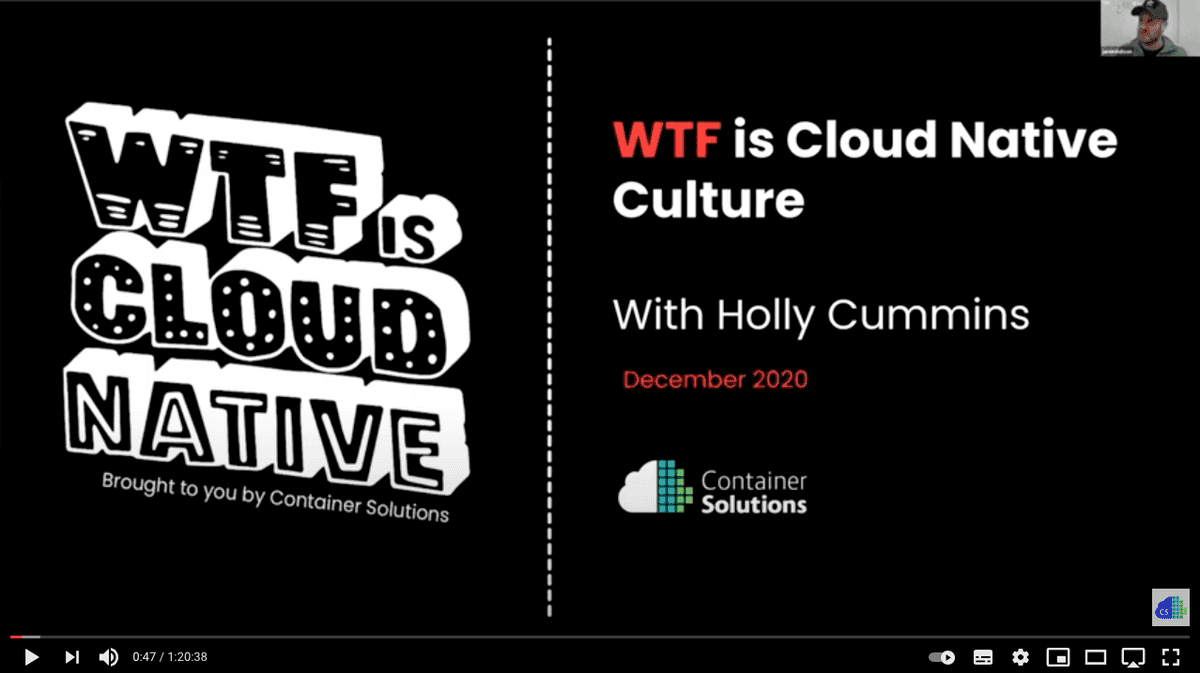 WTF IS
CLOUD
NATIVE
Brought to you by Container Solutions
WTF is Cloud Native
Culture
With Holly Cummins
December 2020
Container
Solutions
CS
0:47 / 1:20:38